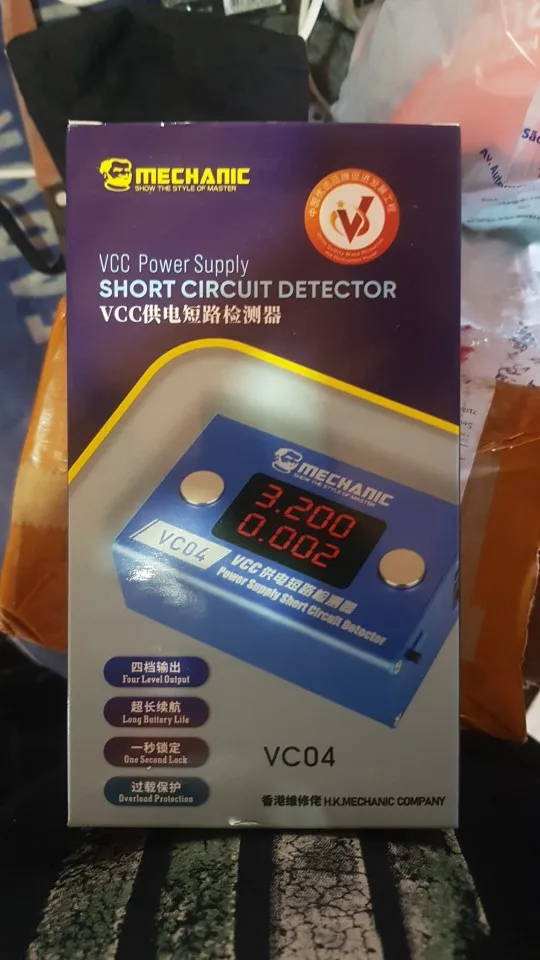 MECHANIC
SHOW THE STYLE OF MASTER
VCC Power Supply
SHORT CIRCUIT DETECTOR
VCC供电短路检测器
MECHANIC
SHOW THE STYLE OF MASTER
3.200
0.002
VC04
VCC 供电短路检测器
Power Supply Short Circuit Detector
四档输出
Four Level Output
超长续航
Long Battery Life
一秒锁定
One Second Lock
过载保护
Overload Protection
VC04
香港维修佬 H.K.MECHANIC COMPANY
Av. Autom